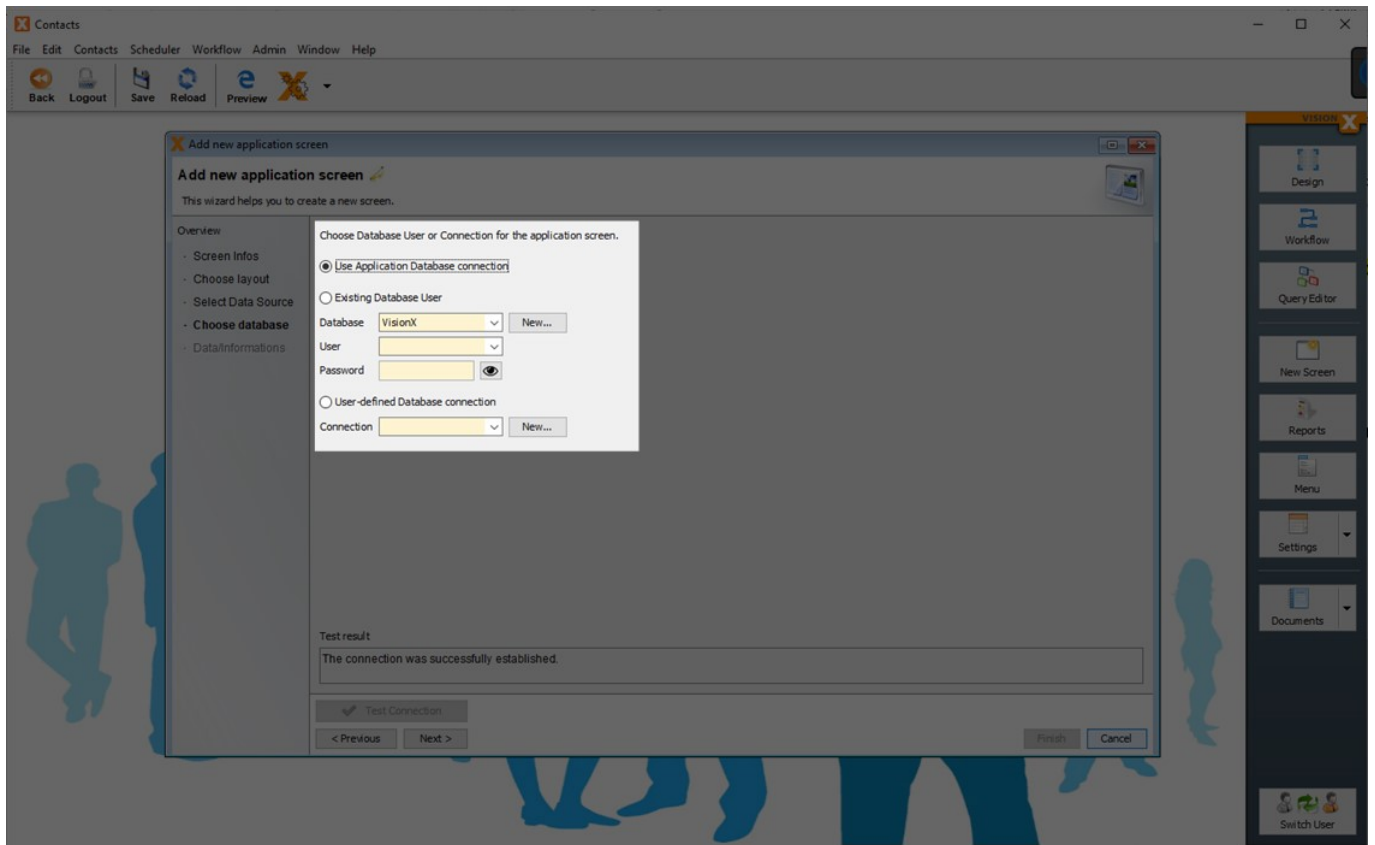 Contacts
File Edit Contacts Scheduler Workflow Admin Window Help
Back Logout Save Reload Preview
VISION X
Add new application screen
Add new application screen
This wizard helps you to create a new screen.
Overview
· Screen Infos
· Choose layout
· Select Data Source
· Choose database
· Data/Informations
Choose Database User or Connection for the application screen.
Use Application Database connection
Existing Database User
Database VisionX New...
User
Password
User-defined Database connection
Connection New...
Test result
The connection was successfully established.
Test Connection
< Previous Next > Finish Cancel
Design
Workflow
Query Editor
New Screen
Reports
Menu
Settings
Documents
Switch User